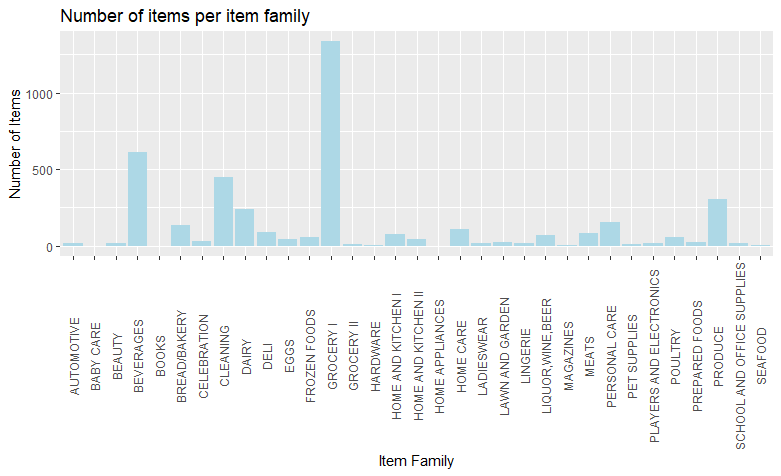 Number of items per item family
Number of Items
1000
500
0
AUTOMOTIVE
BABY CARE
BEAUTY
BEVERAGES
BOOKS
BREAD/BAKERY
CELEBRATION
CLEANING
DAIRY
DELI
EGGS
FROZEN FOODS
GROCERY I
GROCERY II
HARDWARE
HOME AND KITCHEN I
HOME AND KITCHEN II
HOME APPLIANCES
HOME CARE
LADIESWEAR
LAWN AND GARDEN
LINGERIE
LIQUOR,WINE,BEER
MAGAZINES
MEATS
PERSONAL CARE
PET SUPPLIES
PLAYERS AND ELECTRONICS
POULTRY
PREPARED FOODS
PRODUCE
SCHOOL AND OFFICE SUPPLIES
SEAFOOD
Item Family